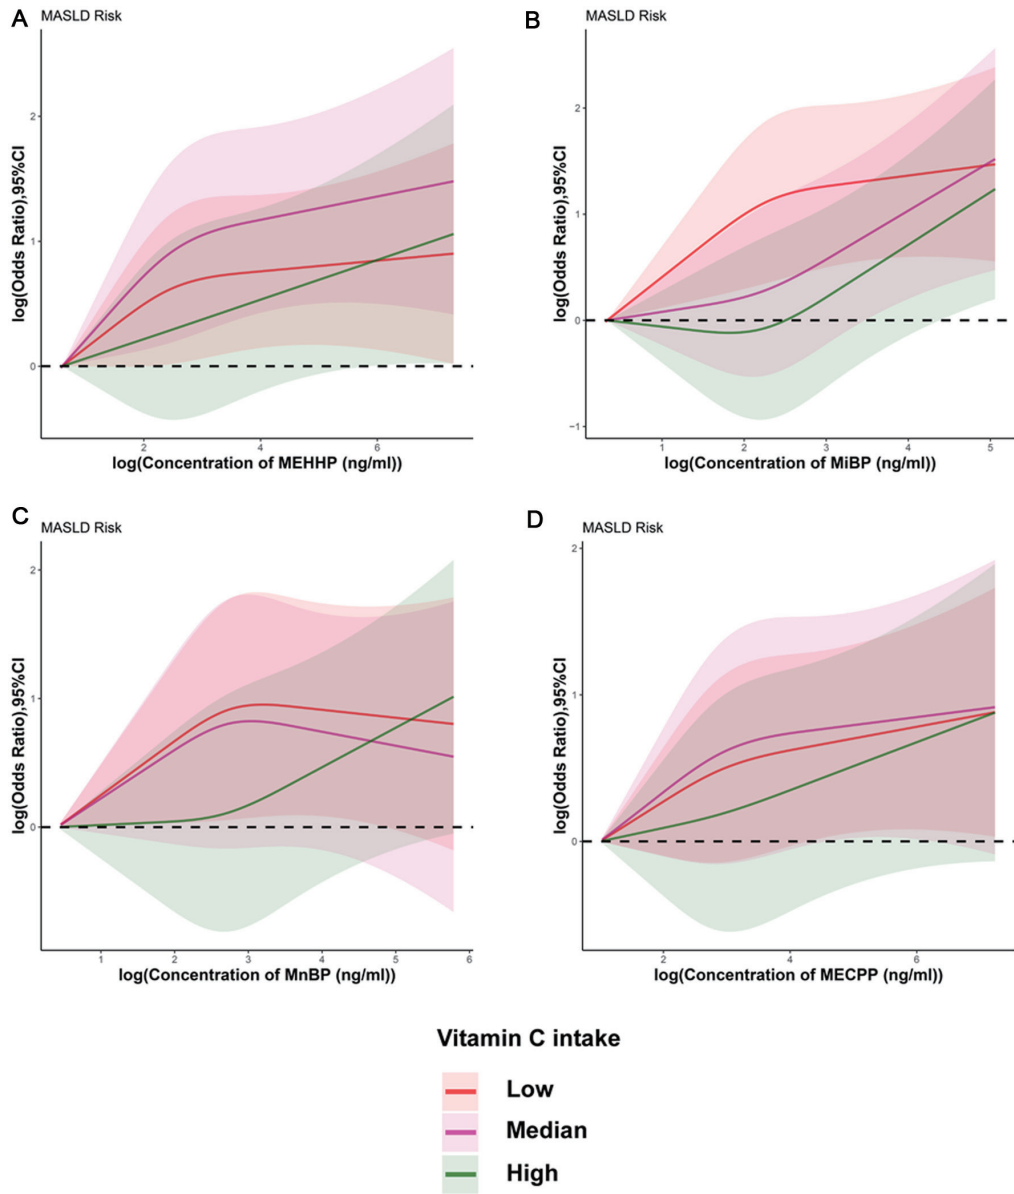 A
MASLD Risk
log(Odds Ratio),95%CI
2
1
0
2
4
6
log(Concentration of MEHHP (ng/ml))
B
MASLD Risk
log(Odds Ratio),95%CI
2
1
0
−1
1
2
3
4
5
log(Concentration of MiBP (ng/ml))
C
MASLD Risk
log(Odds Ratio),95%CI
2
1
0
1
2
3
4
5
6
log(Concentration of MnBP (ng/ml))
D
MASLD Risk
log(Odds Ratio),95%CI
2
1
0
2
4
6
log(Concentration of MECPP (ng/ml))
Vitamin C intake
Low
Median
High